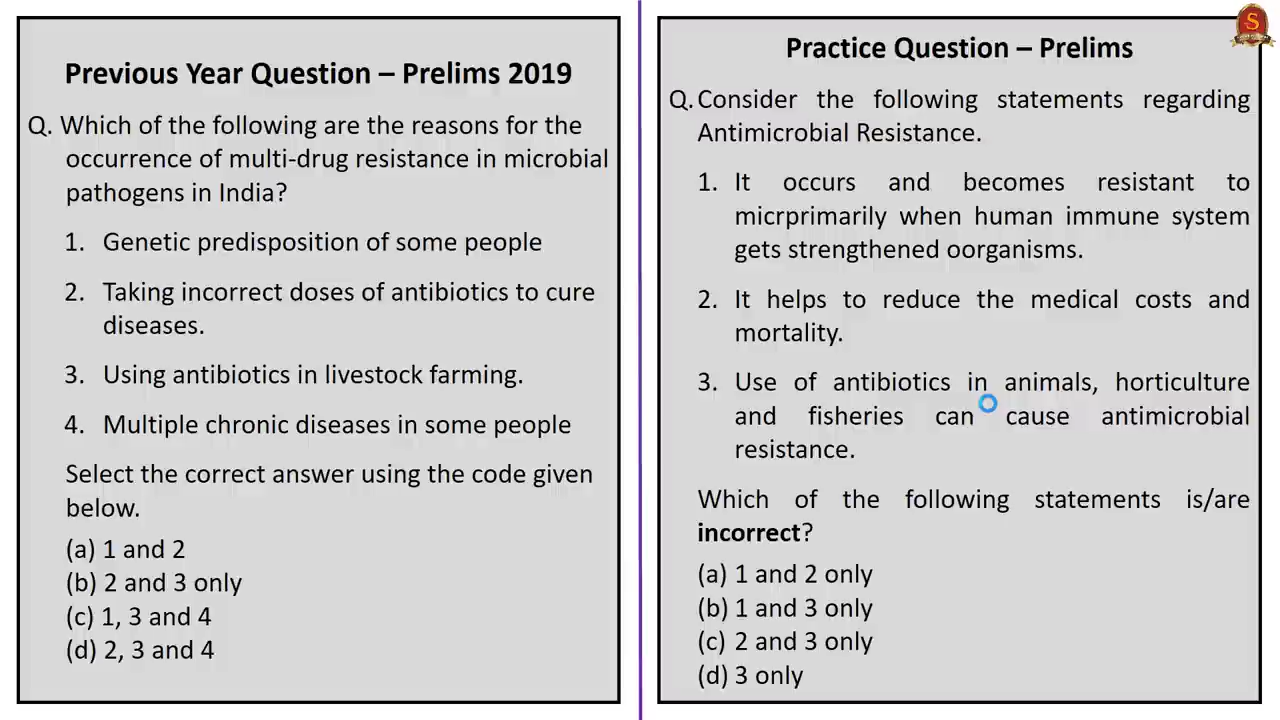 Previous Year Question – Prelims 2019
Q. Which of the following are the reasons for the
occurrence of multi-drug resistance in microbial
pathogens in India?
1. Genetic predisposition of some people
2. Taking incorrect doses of antibiotics to cure
diseases.
3. Using antibiotics in livestock farming.
4. Multiple chronic diseases in some people
Select the correct answer using the code given
below.
(a) 1 and 2
(b) 2 and 3 only
(c) 1, 3 and 4
(d) 2, 3 and 4
Practice Question – Prelims
Q. Consider the following statements regarding
Antimicrobial Resistance.
1. It occurs and becomes resistant to
micrprimarily when human immune system
gets strengthened oorganisms.
2. It helps to reduce the medical costs and
mortality.
3. Use of antibiotics in animals, horticulture
and fisheries can cause antimicrobial
resistance.
Which of the following statements is/are
incorrect?
(a) 1 and 2 only
(b) 1 and 3 only
(c) 2 and 3 only
(d) 3 only
S